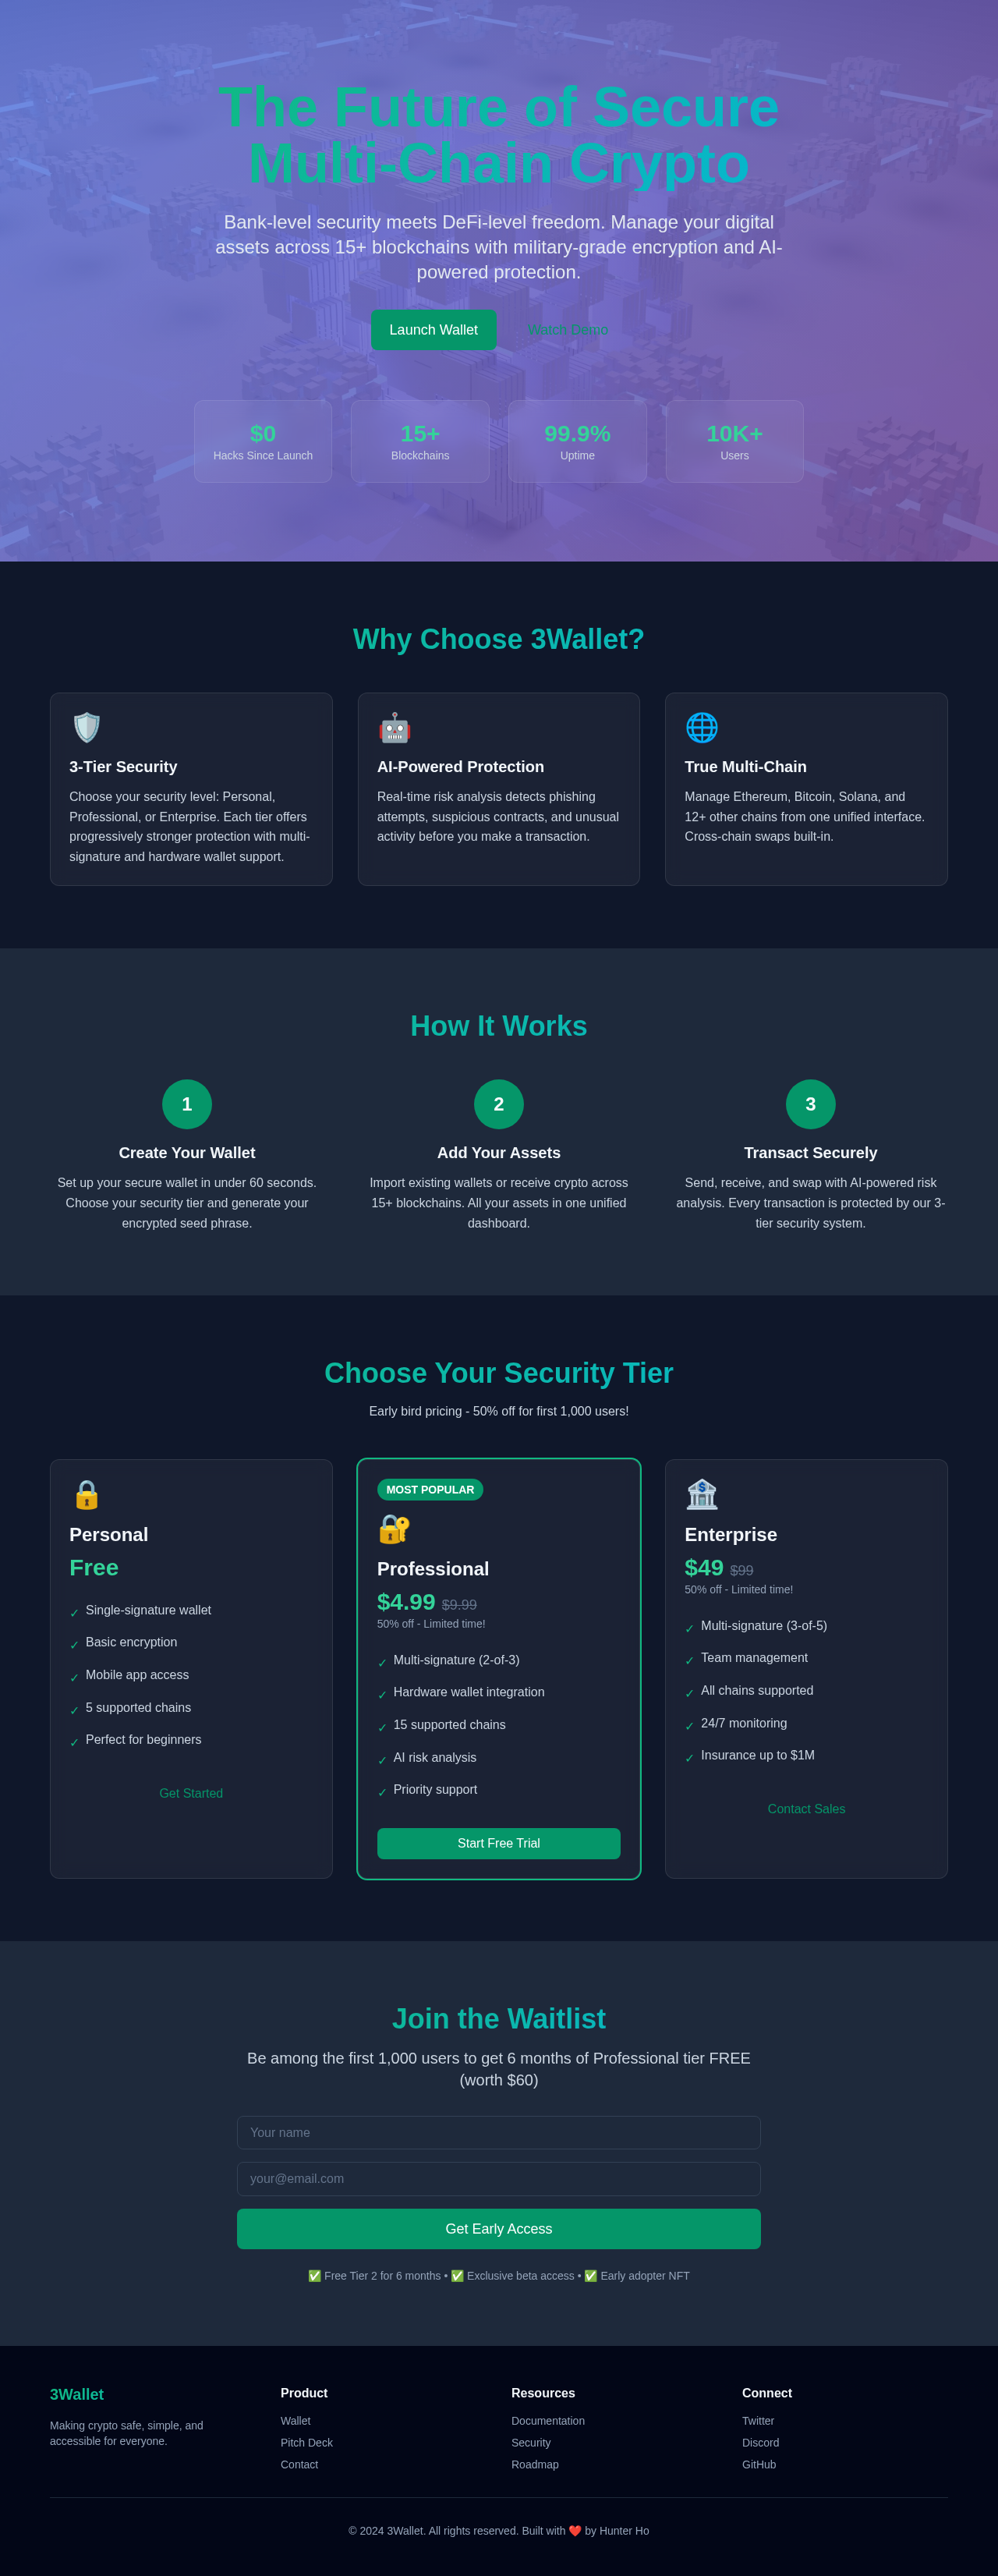 The Future of Secure
Multi-Chain Crypto
Bank-level security meets DeFi-level freedom. Manage your digital
assets across 15+ blockchains with military-grade encryption and AI-
powered protection.
Launch Wallet
Watch Demo
$0
Hacks Since Launch
15+
Blockchains
99.9%
Uptime
10K+
Users
Why Choose 3Wallet?
3-Tier Security
Choose your security level: Personal,
Professional, or Enterprise. Each tier offers
progressively stronger protection with multi-
signature and hardware wallet support.
AI-Powered Protection
Real-time risk analysis detects phishing
attempts, suspicious contracts, and unusual
activity before you make a transaction.
True Multi-Chain
Manage Ethereum, Bitcoin, Solana, and
12+ other chains from one unified interface.
Cross-chain swaps built-in.
How It Works
1
Create Your Wallet
Set up your secure wallet in under 60 seconds.
Choose your security tier and generate your
encrypted seed phrase.
2
Add Your Assets
Import existing wallets or receive crypto across
15+ blockchains. All your assets in one unified
dashboard.
3
Transact Securely
Send, receive, and swap with AI-powered risk
analysis. Every transaction is protected by our 3-
tier security system.
Choose Your Security Tier
Early bird pricing - 50% off for first 1,000 users!
Personal
Free
✓ Single-signature wallet
✓ Basic encryption
✓ Mobile app access
✓ 5 supported chains
✓ Perfect for beginners
Get Started
MOST POPULAR
Professional
$4.99 $9.99
50% off - Limited time!
✓ Multi-signature (2-of-3)
✓ Hardware wallet integration
✓ 15 supported chains
✓ AI risk analysis
✓ Priority support
Start Free Trial
Enterprise
$49 $99
50% off - Limited time!
✓ Multi-signature (3-of-5)
✓ Team management
✓ All chains supported
✓ 24/7 monitoring
✓ Insurance up to $1M
Contact Sales
Join the Waitlist
Be among the first 1,000 users to get 6 months of Professional tier FREE
(worth $60)
Your name
your@email.com
Get Early Access
✅ Free Tier 2 for 6 months • ✅ Exclusive beta access • ✅ Early adopter NFT
3Wallet
Making crypto safe, simple, and
accessible for everyone.
Product
Wallet
Pitch Deck
Contact
Resources
Documentation
Security
Roadmap
Connect
Twitter
Discord
GitHub
© 2024 3Wallet. All rights reserved. Built with ❤️ by Hunter Ho